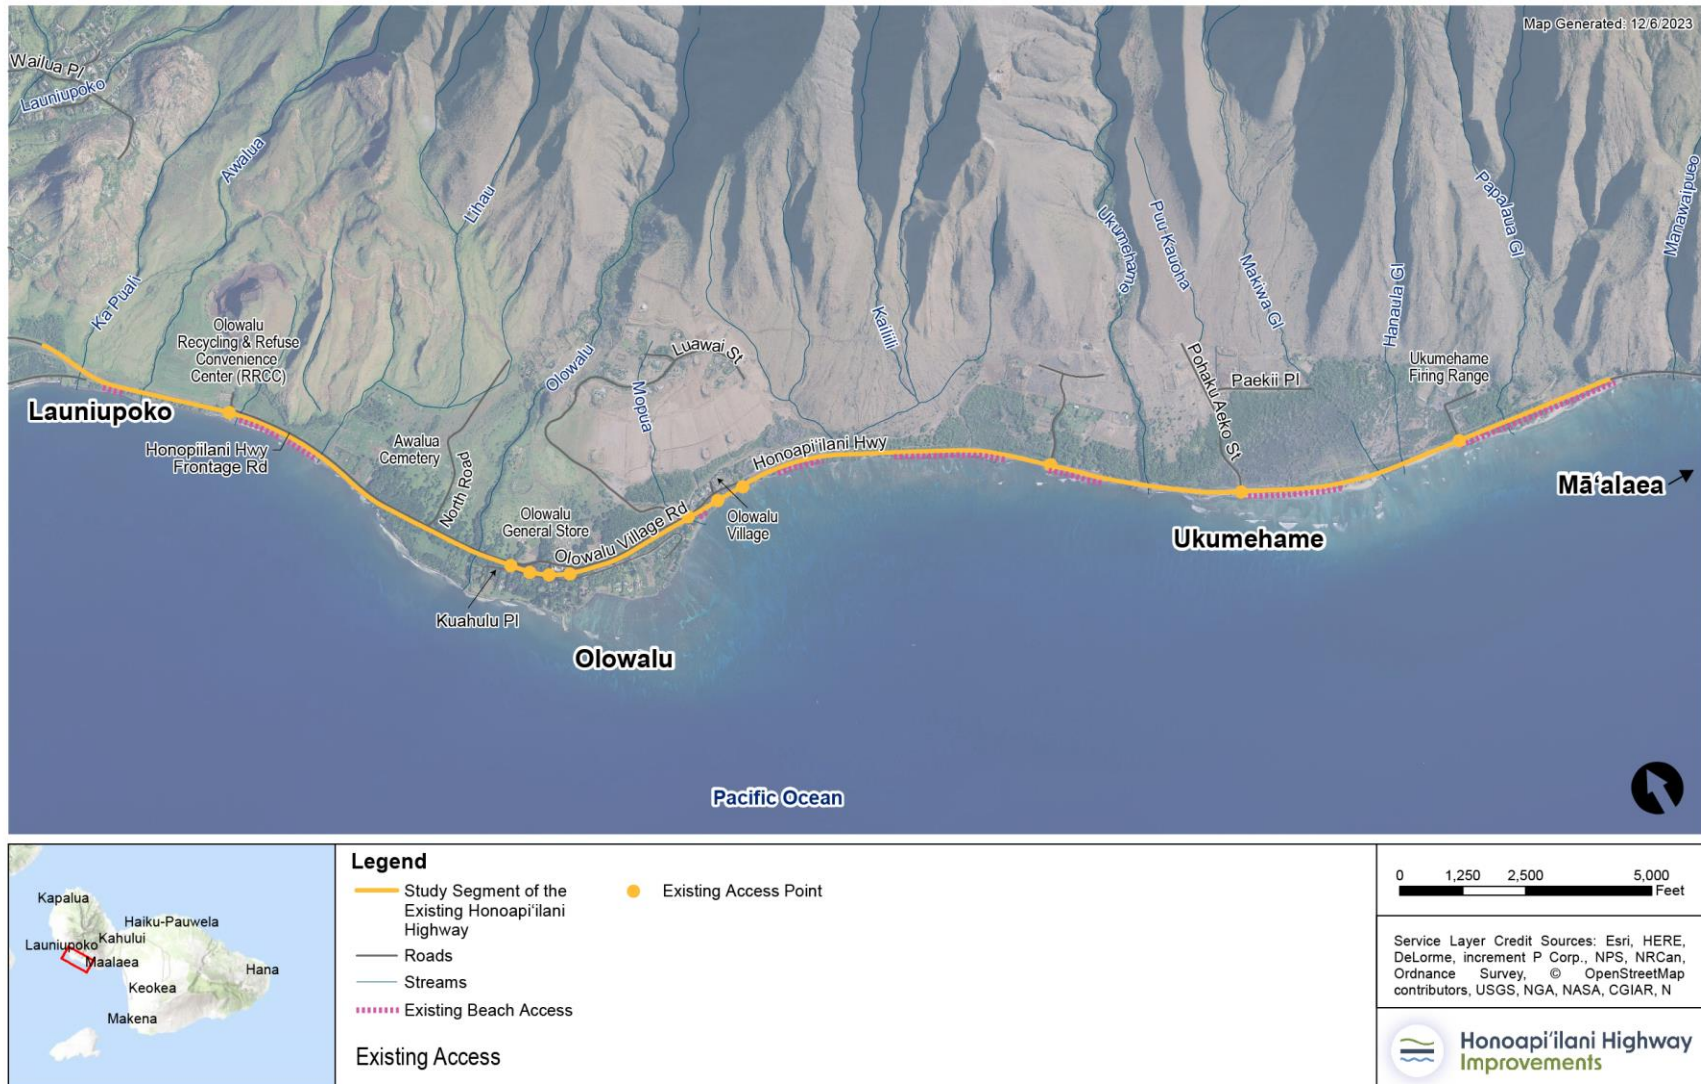 Map Generated: 12/6/2023
Wailua Pl
Launiupoko
Awalua
Lihau
Ka Puali
Olowalu
Recycling & Refuse
Convenience
Center (RRCC)
Launiupoko
Honopiilani Hwy
Frontage Rd
Awalua
Cemetery
North Road
Olowalu
Mopua
Luawai St
Kailiili
Ukumehame
Puu Kauoha
Makiwa Gl
Hanaula Gl
Papalaua Gl
Manawaipueo
Pohaku Aeko St
Paekii Pl
Ukumehame
Firing Range
Honoapi‘ilani Hwy
Olowalu
General Store
Olowalu Village Rd
Olowalu
Village
Kuahulu Pl
Olowalu
Ukumehame
Mā‘alaea
Pacific Ocean
Kapalua
Haiku-Pauwela
Kahului
Launiupoko
Maalaea
Hana
Keokea
Makena
Legend
Study Segment of the
Existing Honoapi‘ilani
Highway
Roads
Streams
Existing Beach Access
Existing Access Point
Existing Access
0 1,250 2,500 5,000
Feet
Service Layer Credit Sources: Esri, HERE,
DeLorme, increment P Corp., NPS, NRCan,
Ordnance Survey, © OpenStreetMap
contributors, USGS, NGA, NASA, CGIAR, N
Honoapi‘ilani Highway
Improvements